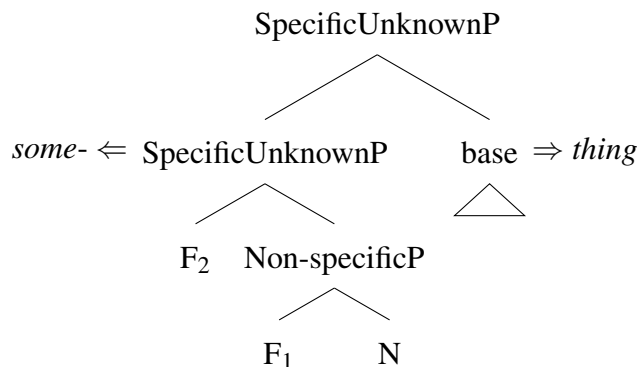 SpecificUnknownP
some- ⇐ SpecificUnknownP base ⇒ thing
F₂ Non-specificP
F₁ N